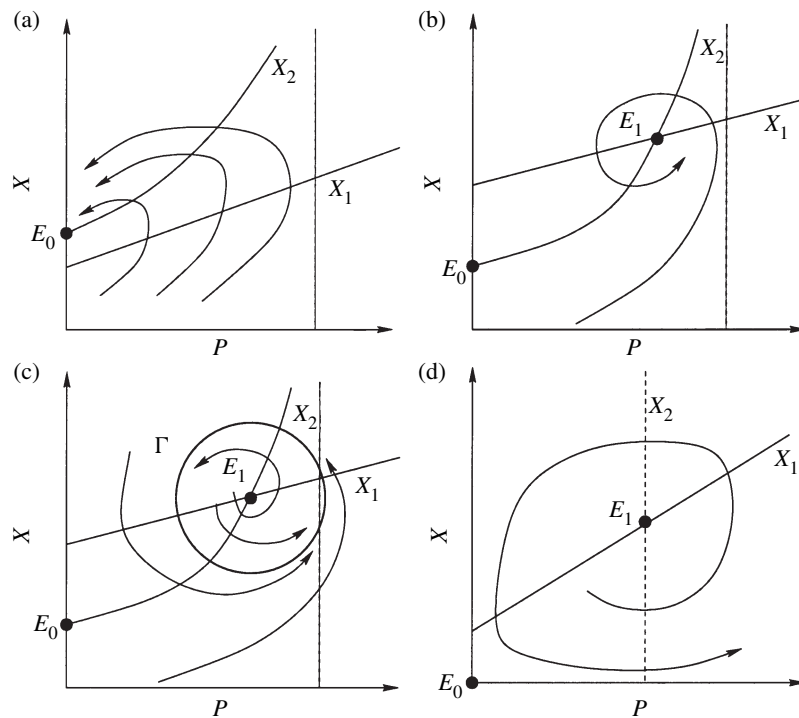 (a)
X₂
X
X₁
E₀
P
(b)
X₂
E₁
X₁
X
E₀
P
(c)
Γ
X₂
E₁
X₁
X
E₀
P
(d)
X₂
X₁
E₁
X
E₀
P